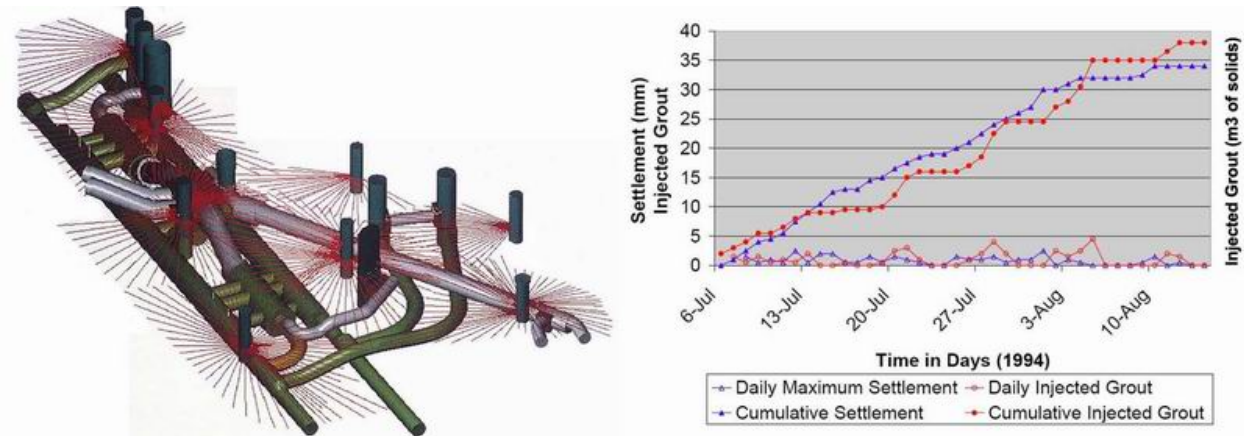 40
35
30
25
20
15
10
5
0
Settlement (mm)
Injected Grout
Injected Grout (m3 of solids)
6-Jul
13-Jul
20-Jul
27-Jul
3-Aug
10-Aug
Time in Days (1994)
Daily Maximum Settlement
Daily Injected Grout
Cumulative Settlement
Cumulative Injected Grout